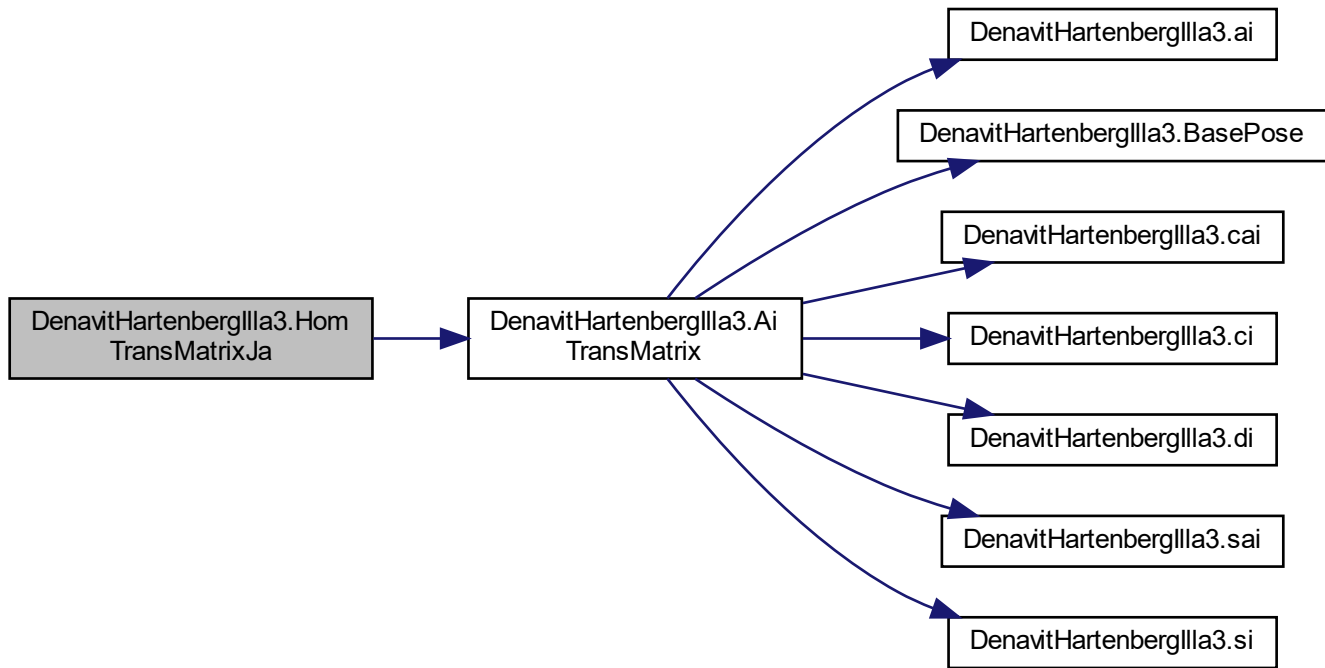 DenavitHartenbergIIIa3.Hom
TransMatrixJa
DenavitHartenbergIIIa3.Ai
TransMatrix
DenavitHartenbergIIIa3.ai
DenavitHartenbergIIIa3.BasePose
DenavitHartenbergIIIa3.cai
DenavitHartenbergIIIa3.ci
DenavitHartenbergIIIa3.di
DenavitHartenbergIIIa3.sai
DenavitHartenbergIIIa3.si